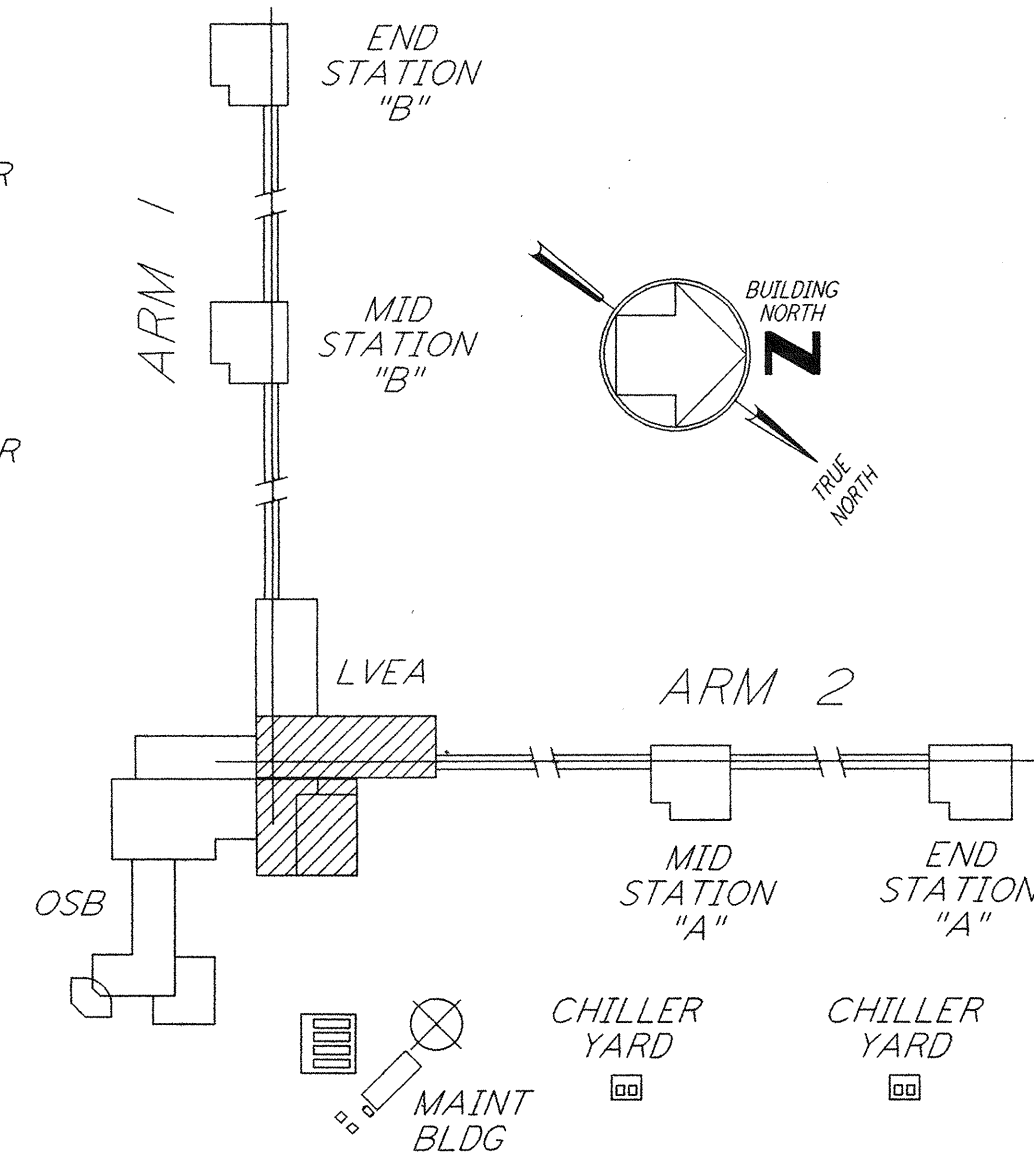 END
STATION
"B"
R
ARM 1
MID
STATION
"B"
BUILDING
NORTH
N
TRUE
NORTH
R
LVEA
ARM 2
OSB
MID
STATION
"A"
END
STATION
"A"
CHILLER
YARD
CHILLER
YARD
MAINT
BLDG